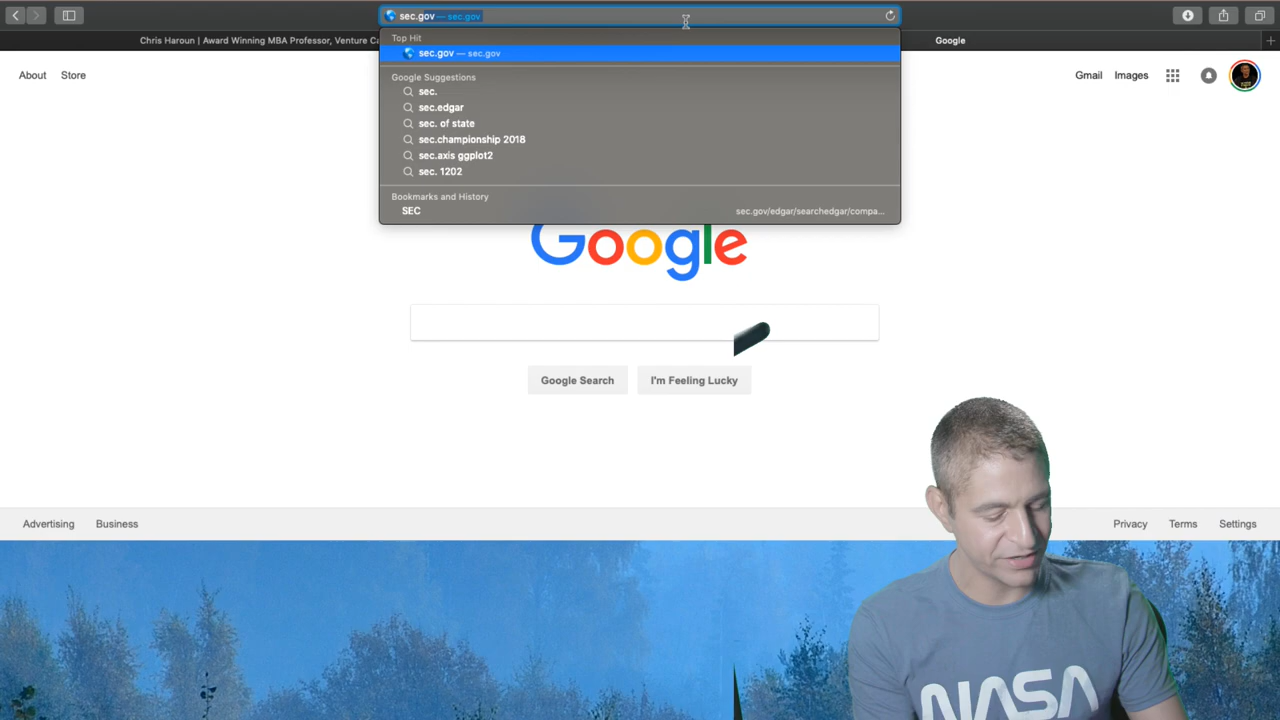 sec.gov — sec.gov
Chris Haroun | Award Winning MBA Professor, Venture Ca
Google
Top Hit
sec.gov — sec.gov
Google Suggestions
sec.
sec.edgar
sec. of state
sec.championship 2018
sec.axis ggplot2
sec. 1202
Bookmarks and History
SEC
sec.gov/edgar/searchedgar/compa...
About
Store
Gmail
Images
Google
Google Search
I'm Feeling Lucky
Advertising
Business
Privacy
Terms
Settings
NASA